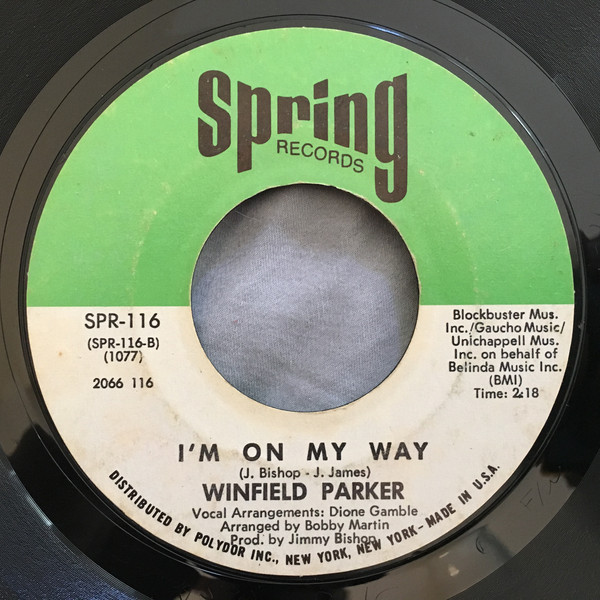 Spring
RECORDS
SPR-116
(SPR-116-B)
(1077)
2066 116
Blockbuster Mus.
Inc./Gaucho Music/
Unichappell Mus.
Inc. on behalf of
Belinda Music Inc.
(BMI)
Time: 2:18
I'M ON MY WAY
(J. Bishop - J. James)
WINFIELD PARKER
Vocal Arrangements: Dione Gamble
Arranged by Bobby Martin
Prod. by Jimmy Bishop
DISTRIBUTED BY POLYDOR INC., NEW YORK, NEW YORK - MADE IN U.S.A.